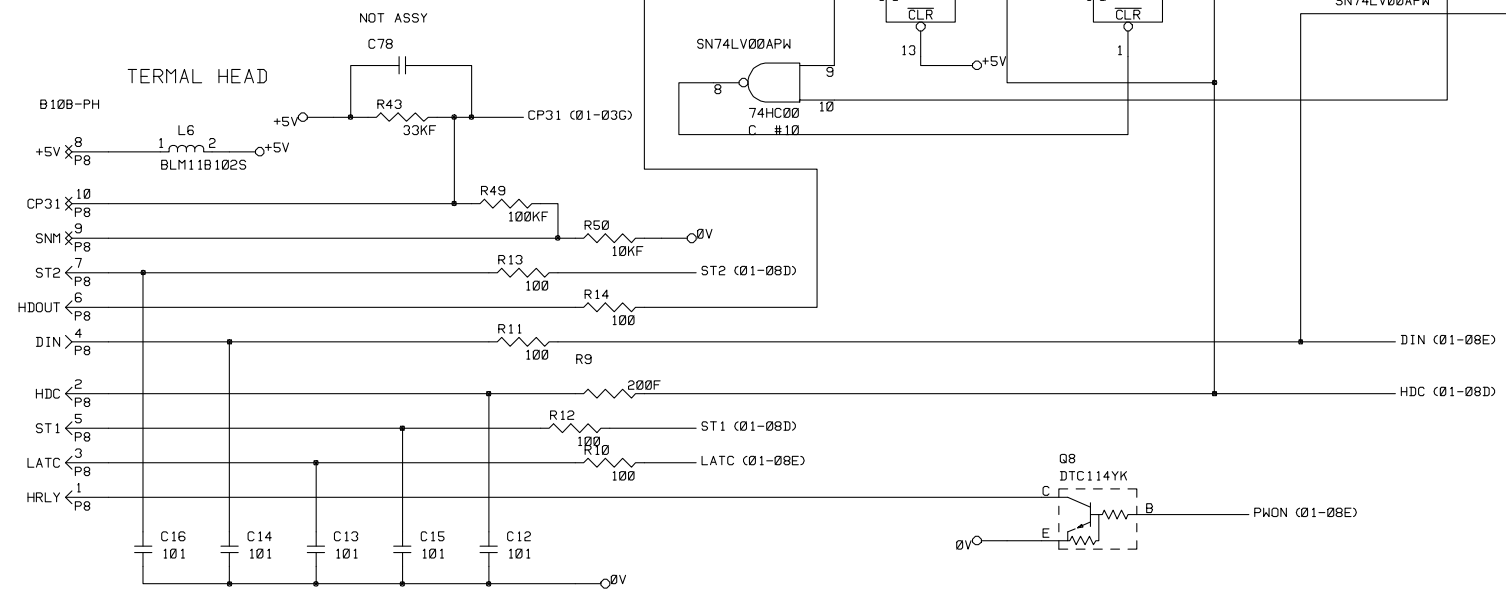 NOT ASSY
C78
TERMAL HEAD
B10B-PH
R43
33KF
+5V
CP31 (01-03G)
L6
+5V 8 P8
1 2
+5V
BLM11B102S
CP31 10 P8
R49
100KF
SNM 9 P8
R50
10KF
0V
ST2 7 P8
R13
100
ST2 (01-08D)
HDOUT 6 P8
R14
100
DIN 4 P8
R11
100
DIN (01-08E)
R9
200F
HDC 2 P8
HDC (01-08D)
ST1 5 P8
R12
100
ST1 (01-08D)
LATC 3 P8
R10
100
LATC (01-08E)
HRLY 1 P8
C16
101
C14
101
C13
101
C15
101
C12
101
0V
SN74LV00APW
8
9
10
74HC00
C #10
CLR
13
+5V
CLR
1
SN74LV00APW
Q8
DTC114YK
C
B
E
0V
PWON (01-08E)